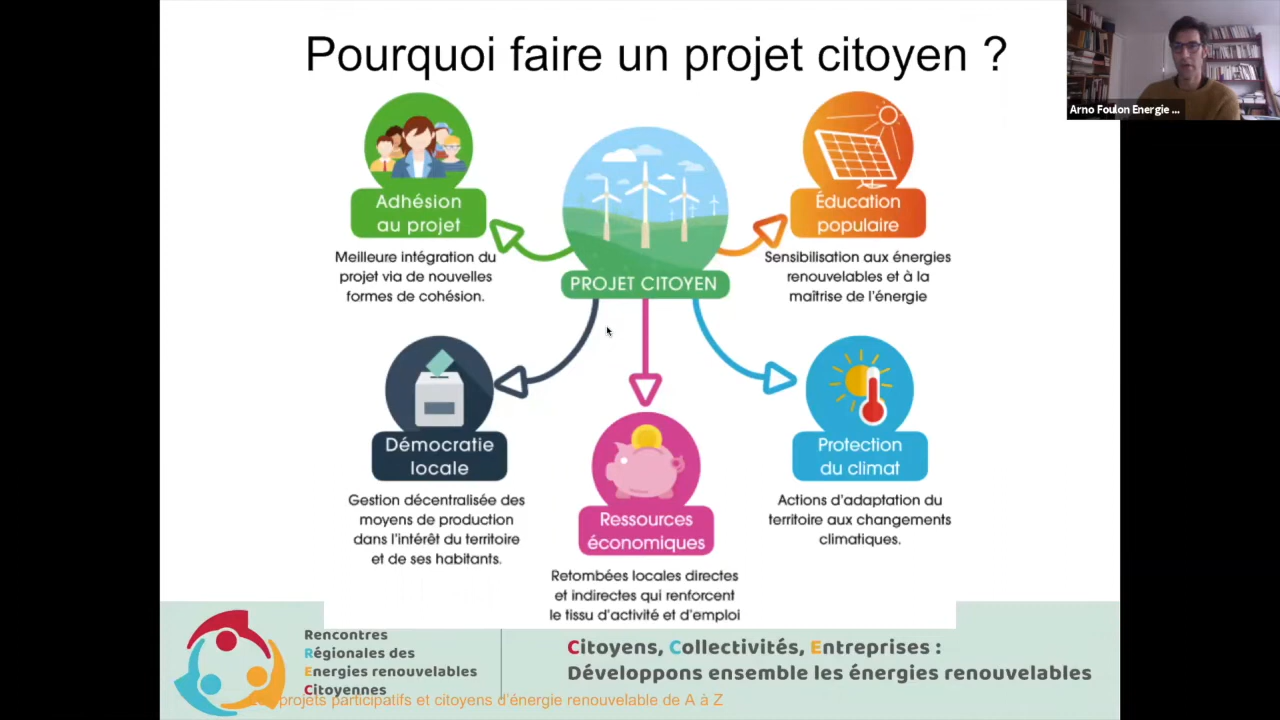 Pourquoi faire un projet citoyen ?
Arno Foulon Energie ...
Adhésion
au projet
Meilleure intégration du
projet via de nouvelles
formes de cohésion.
PROJET CITOYEN
Éducation
populaire
Sensibilisation aux énergies
renouvelables et à la
maîtrise de l'énergie
Démocratie
locale
Gestion décentralisée des
moyens de production
dans l'intérêt du territoire
et de ses habitants.
Ressources
économiques
Retombées locales directes
et indirectes qui renforcent
le tissu d'activité et d'emploi
Protection
du climat
Actions d'adaptation du
territoire aux changements
climatiques.
Rencontres
Régionales des
Energies renouvelables
Citoyennes
Citoyens, Collectivités, Entreprises :
Développons ensemble les énergies renouvelables
projets participatifs et citoyens d'énergie renouvelable de A à Z